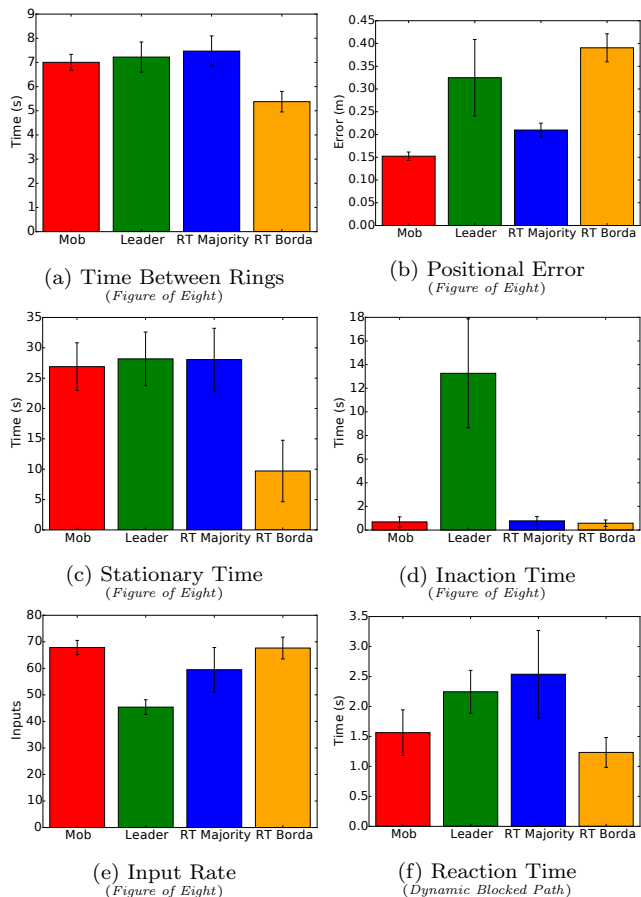 9
8
7
6
5
4
3
2
1
0
Time (s)
Mob Leader RT Majority RT Borda
(a) Time Between Rings
(Figure of Eight)
0.45
0.40
0.35
0.30
0.25
0.20
0.15
0.10
0.05
0.00
Error (m)
Mob Leader RT Majority RT Borda
(b) Positional Error
(Figure of Eight)
35
30
25
20
15
10
5
0
Time (s)
Mob Leader RT Majority RT Borda
(c) Stationary Time
(Figure of Eight)
18
16
14
12
10
8
6
4
2
0
Time (s)
Mob Leader RT Majority RT Borda
(d) Inaction Time
(Figure of Eight)
80
70
60
50
40
30
20
10
0
Inputs
Mob Leader RT Majority RT Borda
(e) Input Rate
(Figure of Eight)
3.5
3.0
2.5
2.0
1.5
1.0
0.5
0.0
Time (s)
Mob Leader RT Majority RT Borda
(f) Reaction Time
(Dynamic Blocked Path)